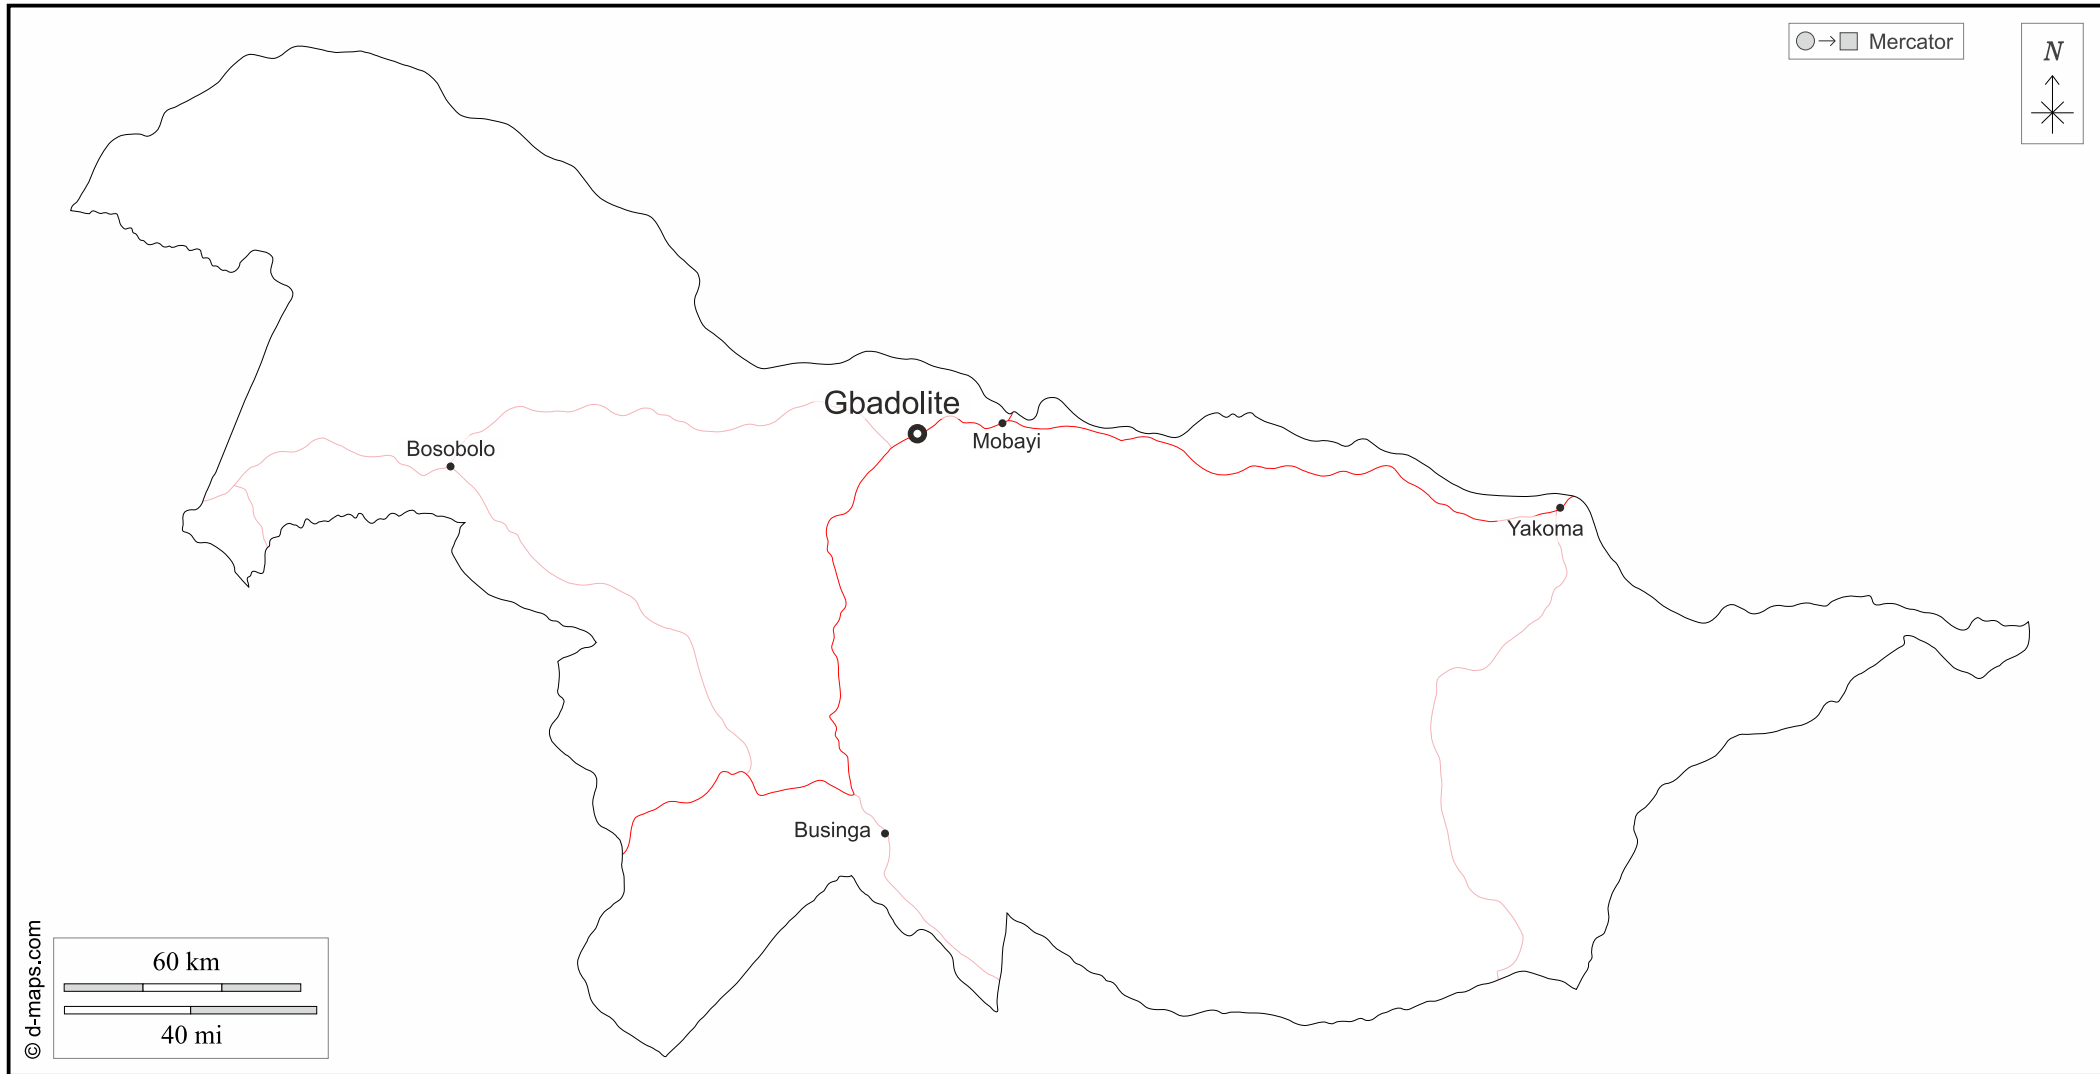 Mercator
N
Gbadolite
Mobayi
Bosobolo
Yakoma
Businga
60 km
40 mi
© d-maps.com